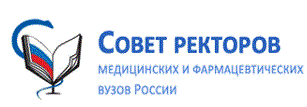 Совет ректоров
медицинских и фармацевтических
вузов России